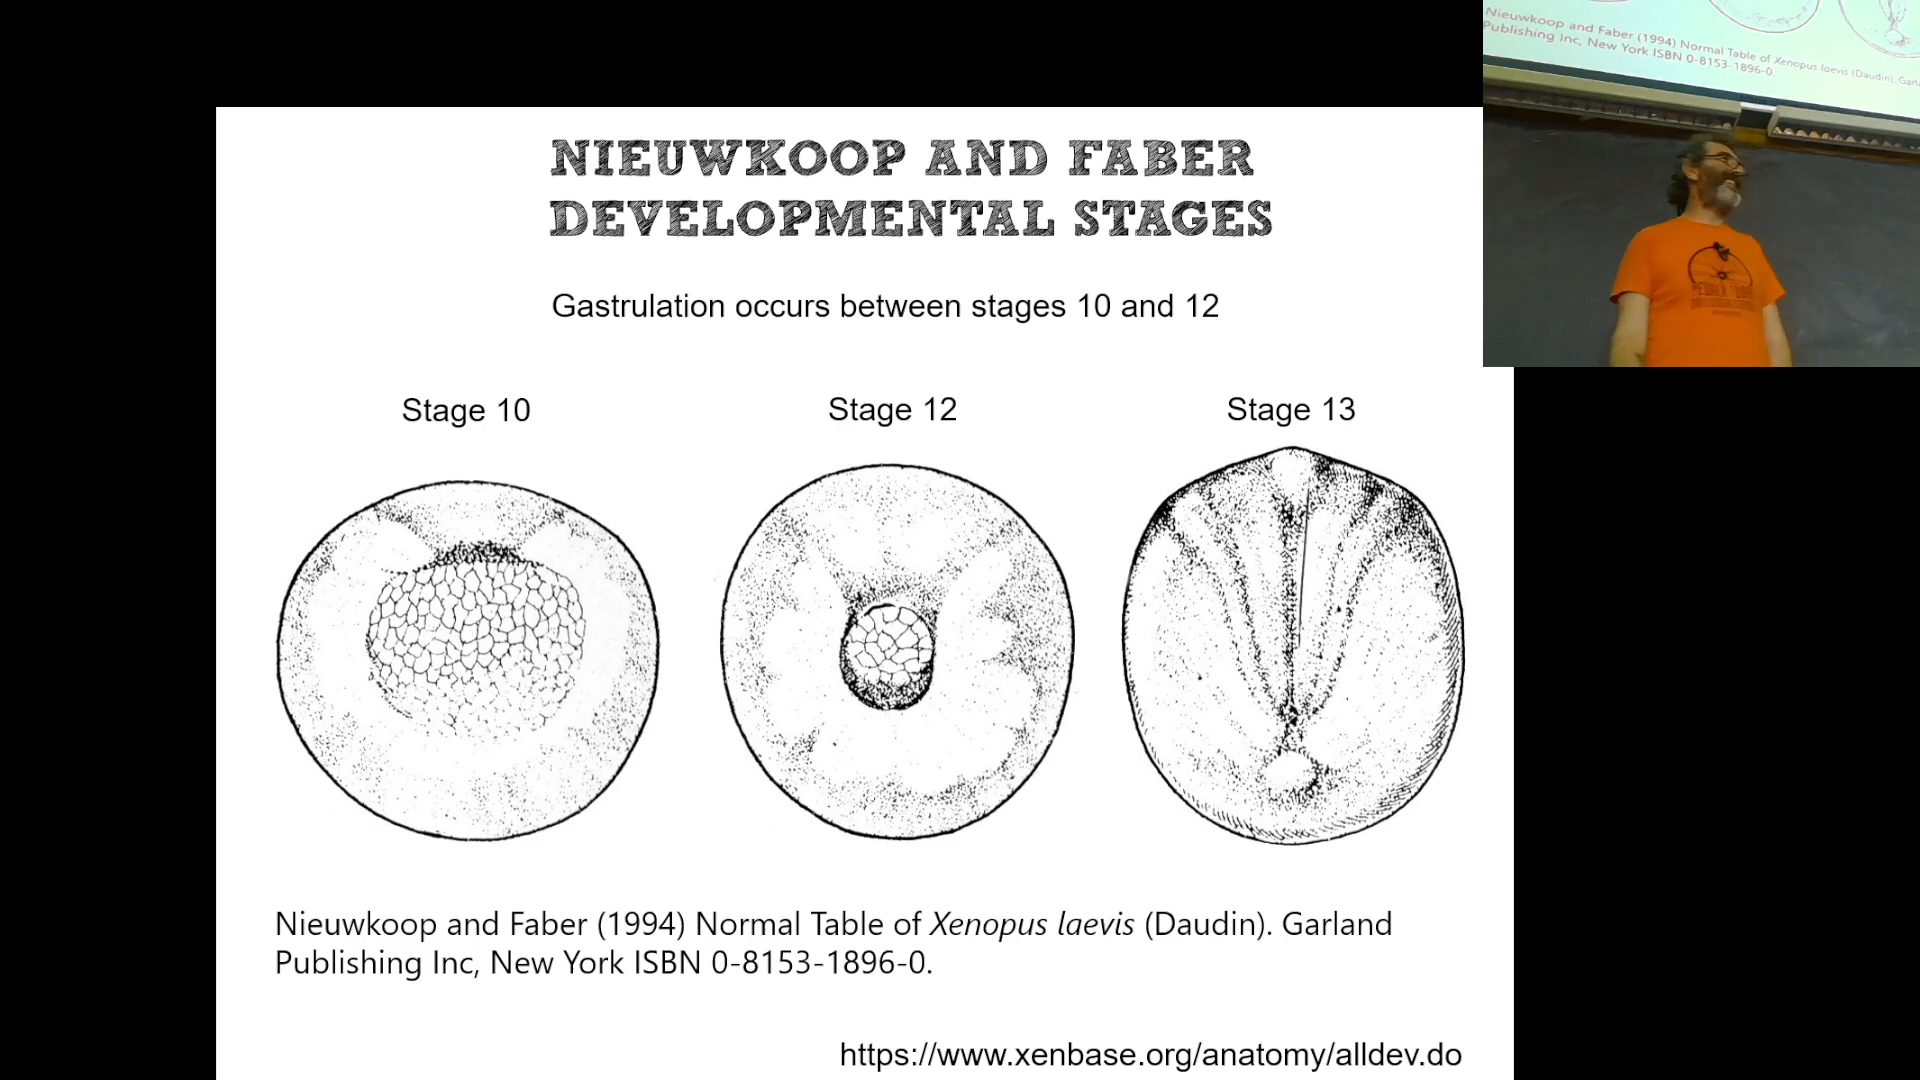 NIEUWKOOP AND FABER
DEVELOPMENTAL STAGES
Gastrulation occurs between stages 10 and 12
Stage 10
Stage 12
Stage 13
Nieuwkoop and Faber (1994) Normal Table of Xenopus laevis (Daudin). Garland
Publishing Inc, New York ISBN 0-8153-1896-0.
https://www.xenbase.org/anatomy/alldev.do
Nieuwkoop and Faber (1994) Normal Table of Xenopus laevis (Daudin). Garl
Publishing Inc, New York ISBN 0-8153-1896-0.